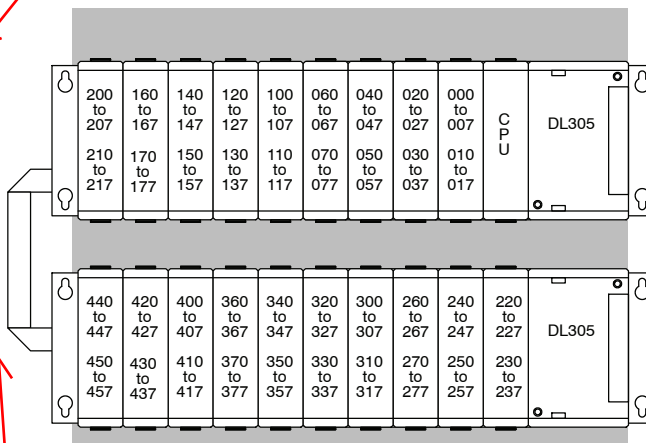 200 to 207
210 to 217
160 to 167
170 to 177
140 to 147
150 to 157
120 to 127
130 to 137
100 to 107
110 to 117
060 to 067
070 to 077
040 to 047
050 to 057
020 to 027
030 to 037
000 to 007
010 to 017
CPU
DL305
440 to 447
450 to 457
420 to 427
430 to 437
400 to 407
410 to 417
360 to 367
370 to 377
340 to 347
350 to 357
320 to 327
330 to 337
300 to 307
310 to 317
260 to 267
270 to 277
240 to 247
250 to 257
220 to 227
230 to 237
DL305